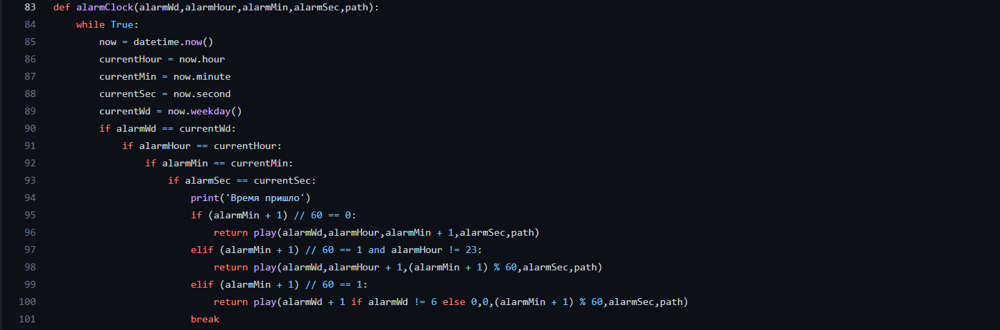 83 def alarmClock(alarmWd,alarmHour,alarmMin,alarmSec,path):
84     while True:
85         now = datetime.now()
86         currentHour = now.hour
87         currentMin = now.minute
88         currentSec = now.second
89         currentWd = now.weekday()
90         if alarmWd == currentWd:
91             if alarmHour == currentHour:
92                 if alarmMin == currentMin:
93                     if alarmSec == currentSec:
94                         print('Время пришло')
95                         if (alarmMin + 1) // 60 == 0:
96                             return play(alarmWd,alarmHour,alarmMin + 1,alarmSec,path)
97                         elif (alarmMin + 1) // 60 == 1 and alarmHour != 23:
98                             return play(alarmWd,alarmHour + 1,(alarmMin + 1) % 60,alarmSec,path)
99                         elif (alarmMin + 1) // 60 == 1:
100                             return play(alarmWd + 1 if alarmWd != 6 else 0,0,(alarmMin + 1) % 60,alarmSec,path)
101                         break